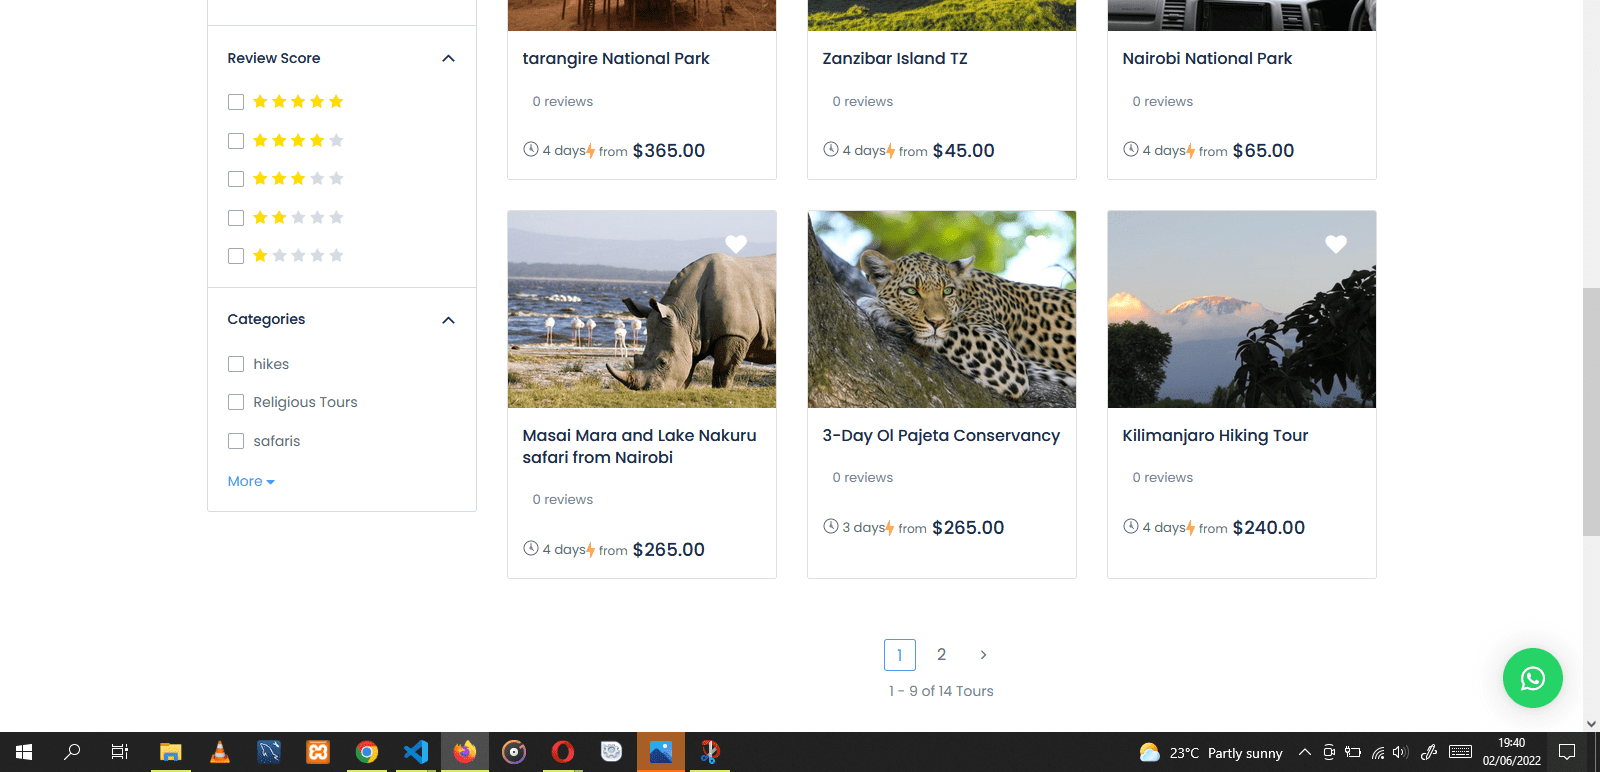 Review Score
Categories
hikes
Religious Tours
safaris
More
tarangire National Park
0 reviews
4 days from $365.00
Zanzibar Island TZ
0 reviews
4 days from $45.00
Nairobi National Park
0 reviews
4 days from $65.00
Masai Mara and Lake Nakuru
safari from Nairobi
0 reviews
4 days from $265.00
3-Day Ol Pajeta Conservancy
0 reviews
3 days from $265.00
Kilimanjaro Hiking Tour
0 reviews
4 days from $240.00
1 2
1 - 9 of 14 Tours
23°C Partly sunny
19:40
02/06/2022